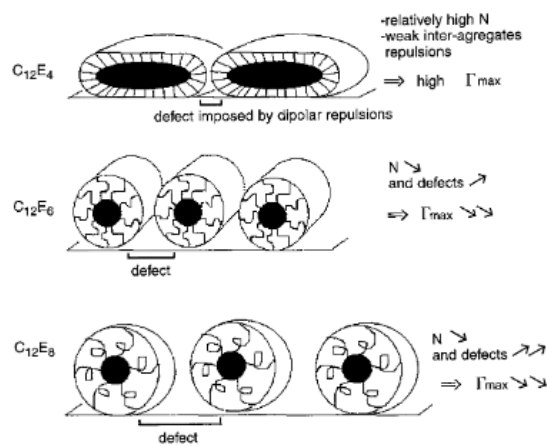 C₁₂E₄
-relatively high N
-weak inter-agregates
repulsions
⇒ high Γmax
defect imposed by dipolar repulsions
C₁₂E₆
N ↘
and defects ↗
⇒ Γmax ↘↘
defect
C₁₂E₈
N ↘
and defects ↗↗
⇒ Γmax ↘↘
defect